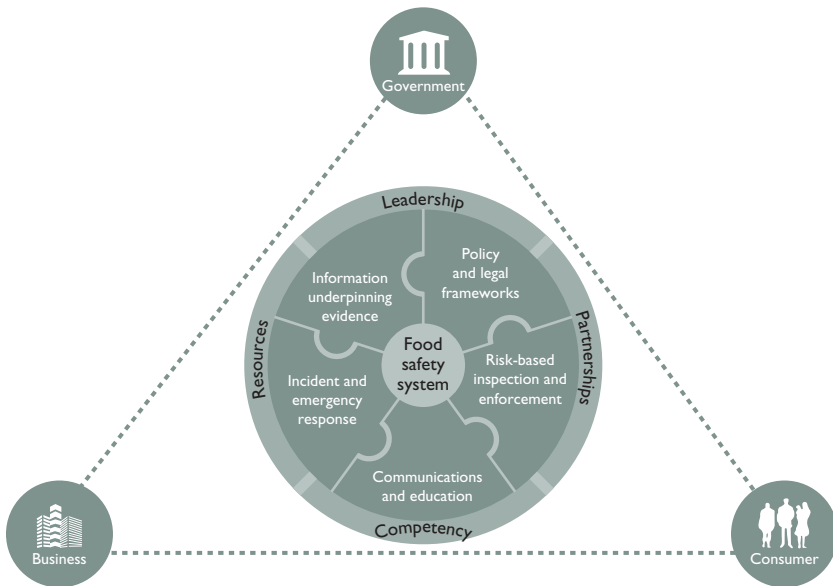 Government
Leadership
Policy
and legal
frameworks
Information
underpinning
evidence
Partnerships
Resources
Food
safety
system
Risk-based
inspection and
enforcement
Incident and
emergency
response
Communications
and education
Competency
Business
Consumer